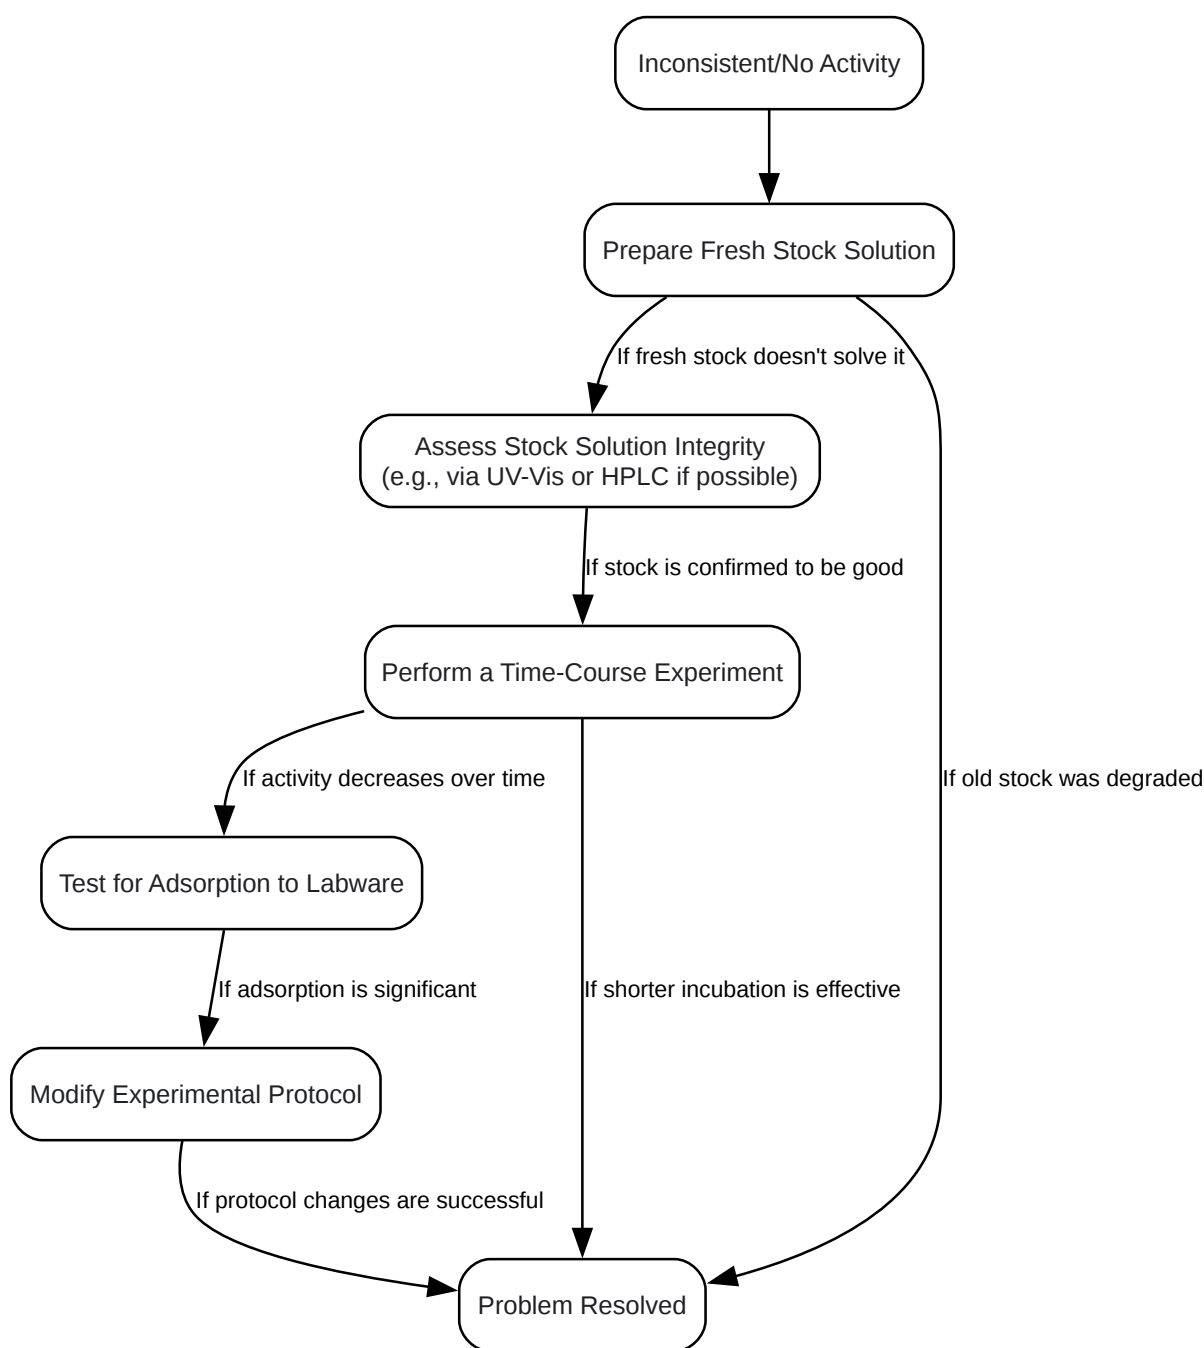 Inconsistent/No Activity
Prepare Fresh Stock Solution
If fresh stock doesn't solve it
Assess Stock Solution Integrity
(e.g., via UV-Vis or HPLC if possible)
If stock is confirmed to be good
Perform a Time-Course Experiment
If activity decreases over time
If old stock was degraded
Test for Adsorption to Labware
If adsorption is significant
If shorter incubation is effective
Modify Experimental Protocol
If protocol changes are successful
Problem Resolved